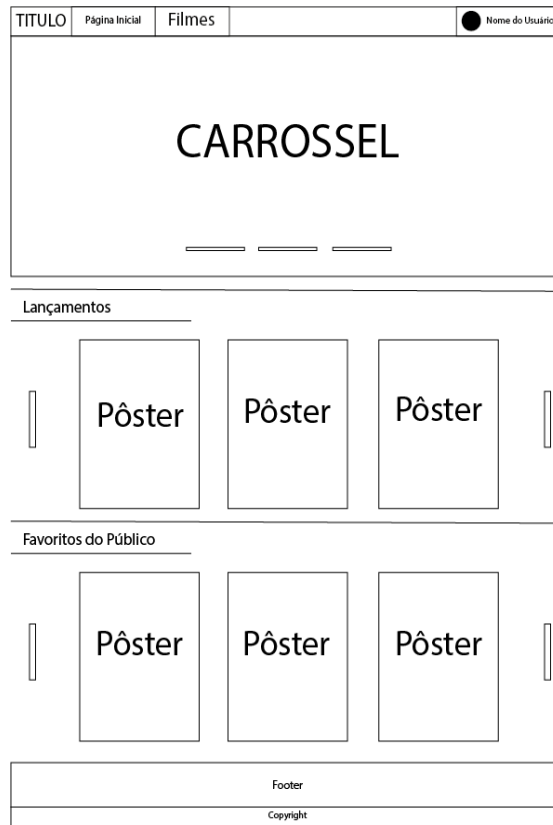 TITULO Página Inicial Filmes Nome do Usuário
CARROSSEL
Lançamentos
Pôster Pôster Pôster
Favoritos do Público
Pôster Pôster Pôster
Footer
Copyright